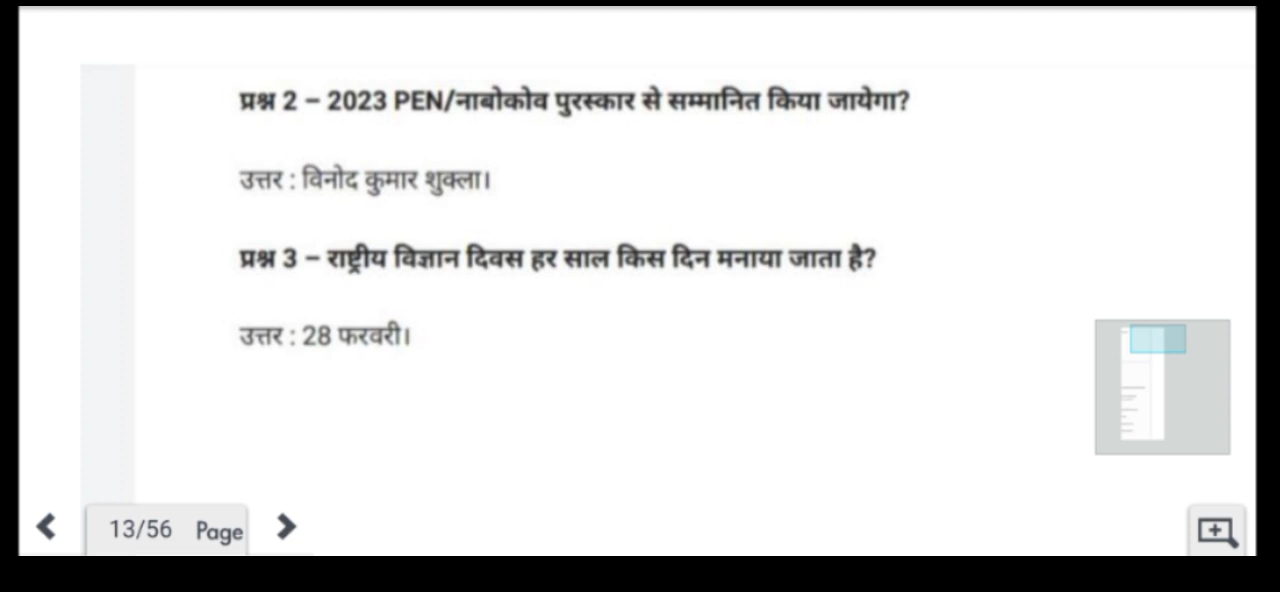 प्रश्न 2 – 2023 PEN/नाबोकोव पुरस्कार से सम्मानित किया जायेगा?
उत्तर : विनोद कुमार शुक्ला।
प्रश्न 3 – राष्ट्रीय विज्ञान दिवस हर साल किस दिन मनाया जाता है?
उत्तर : 28 फरवरी।
13/56 Page